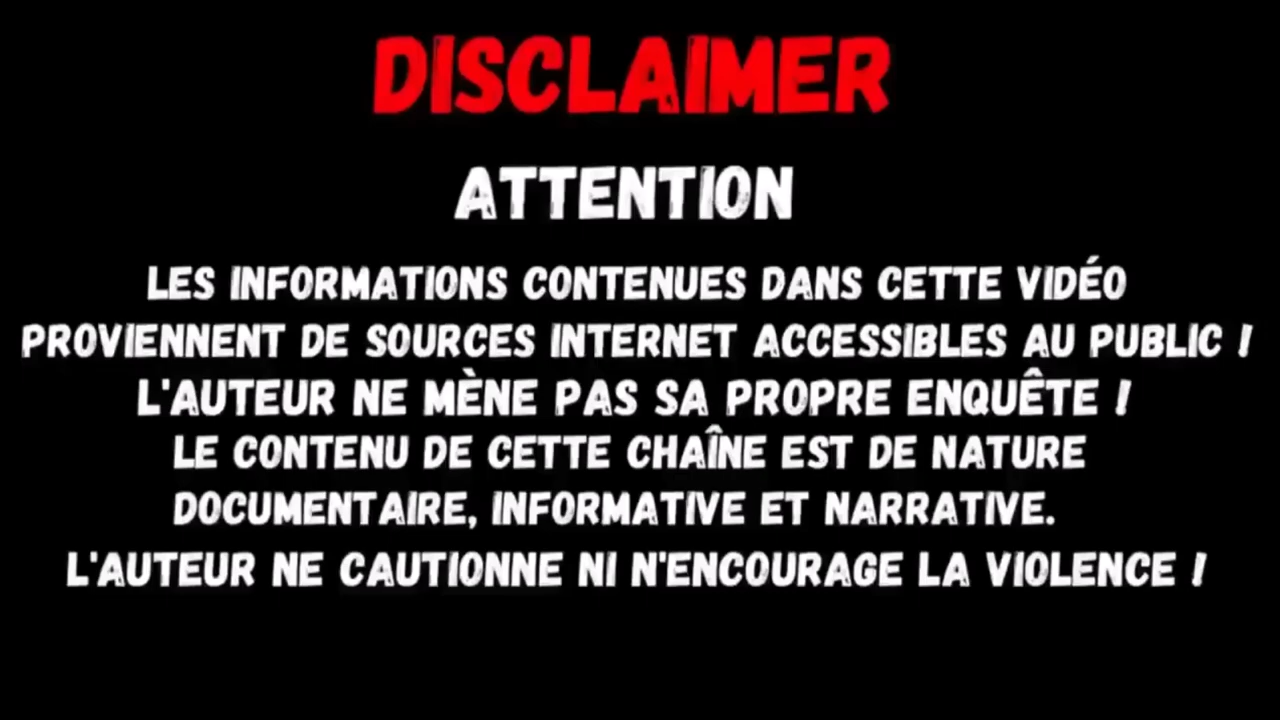 DISCLAIMER
ATTENTION
LES INFORMATIONS CONTENUES DANS CETTE VIDÉO
PROVIENNENT DE SOURCES INTERNET ACCESSIBLES AU PUBLIC !
L'AUTEUR NE MÈNE PAS SA PROPRE ENQUÊTE !
LE CONTENU DE CETTE CHAÎNE EST DE NATURE
DOCUMENTAIRE, INFORMATIVE ET NARRATIVE.
L'AUTEUR NE CAUTIONNE NI N'ENCOURAGE LA VIOLENCE !